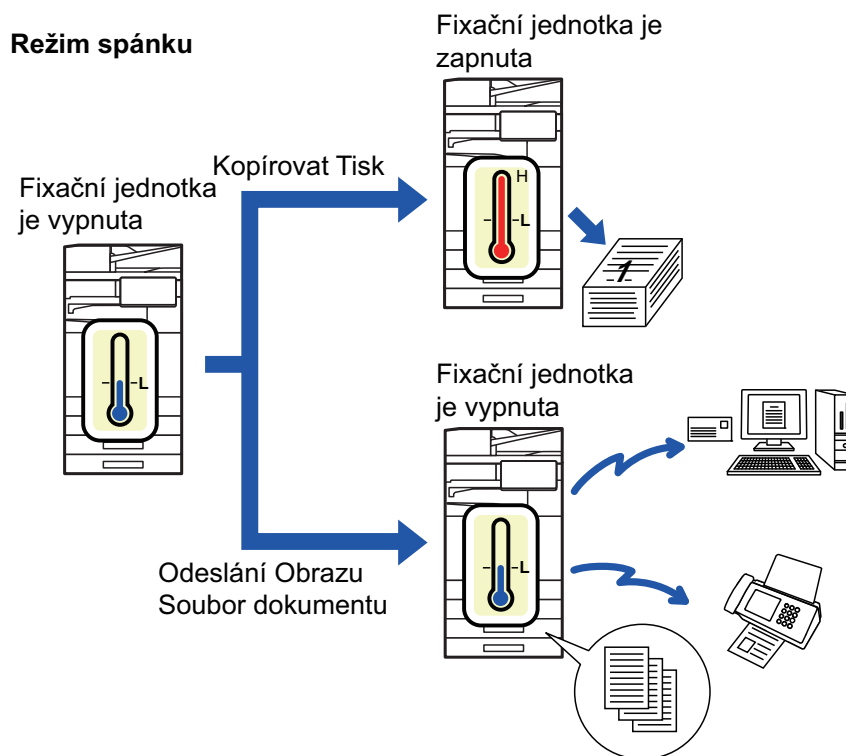 Režim spánku
Fixační jednotka je
zapnuta
Kopírovat Tisk
Fixační jednotka
je vypnuta
H
L
1
L
Fixační jednotka
je vypnuta
L
Odeslání Obrazu
Soubor dokumentu